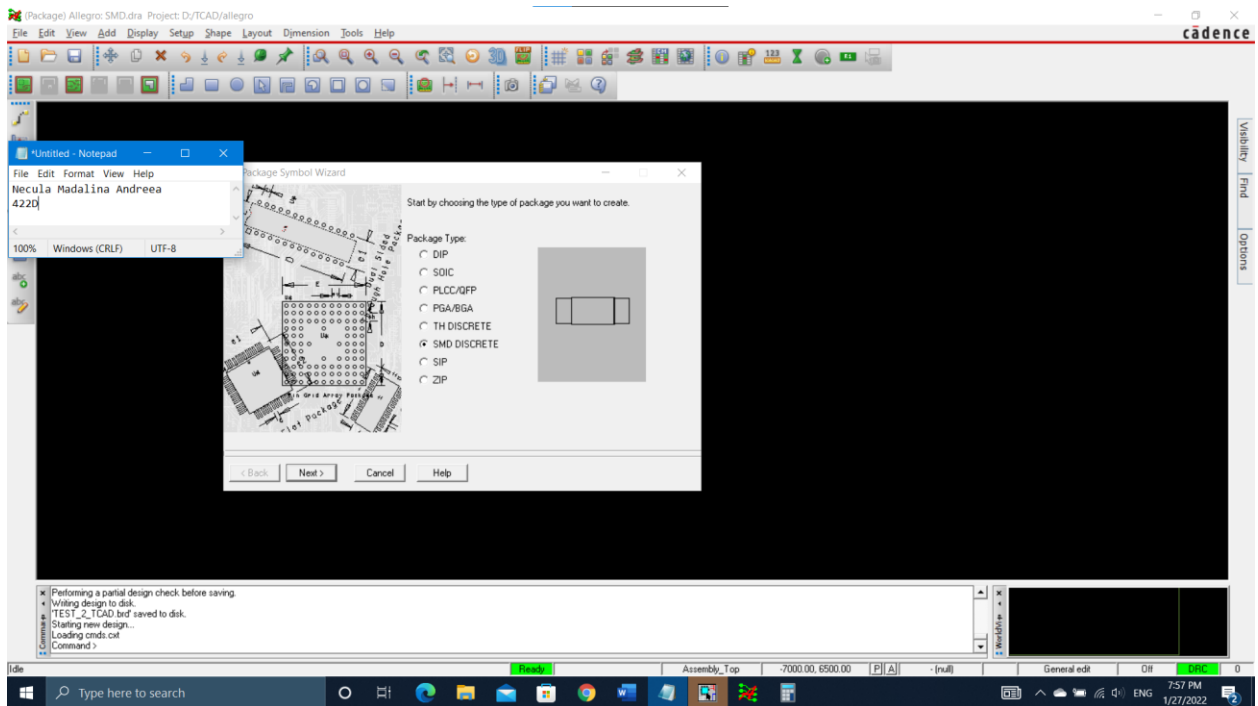 (Package) Allegro: SMD.dra Project: D:/TCAD/allegro
File Edit View Add Display Setup Shape Layout Dimension Tools Help
cādence
Visibility
Find
Options
*Untitled - Notepad
File Edit Format View Help
Necula Madalina Andreea
422D
100% Windows (CRLF) UTF-8
Package Symbol Wizard
Start by choosing the type of package you want to create.
Package Type:
DIP
SOIC
PLCC/QFP
PGA/BGA
TH DISCRETE
SMD DISCRETE
SIP
ZIP
< Back Next > Cancel Help
Performing a partial design check before saving.
Writing design to disk.
'TEST_2_TCAD.brd' saved to disk.
Starting new design...
Loading cmds.cxt
Command >
WorldView
Idle Ready Assembly_Top -7000.00, 6500.00 P A - (null) General edit Off DRC 0
Type here to search
ENG
7:57 PM
1/27/2022
2